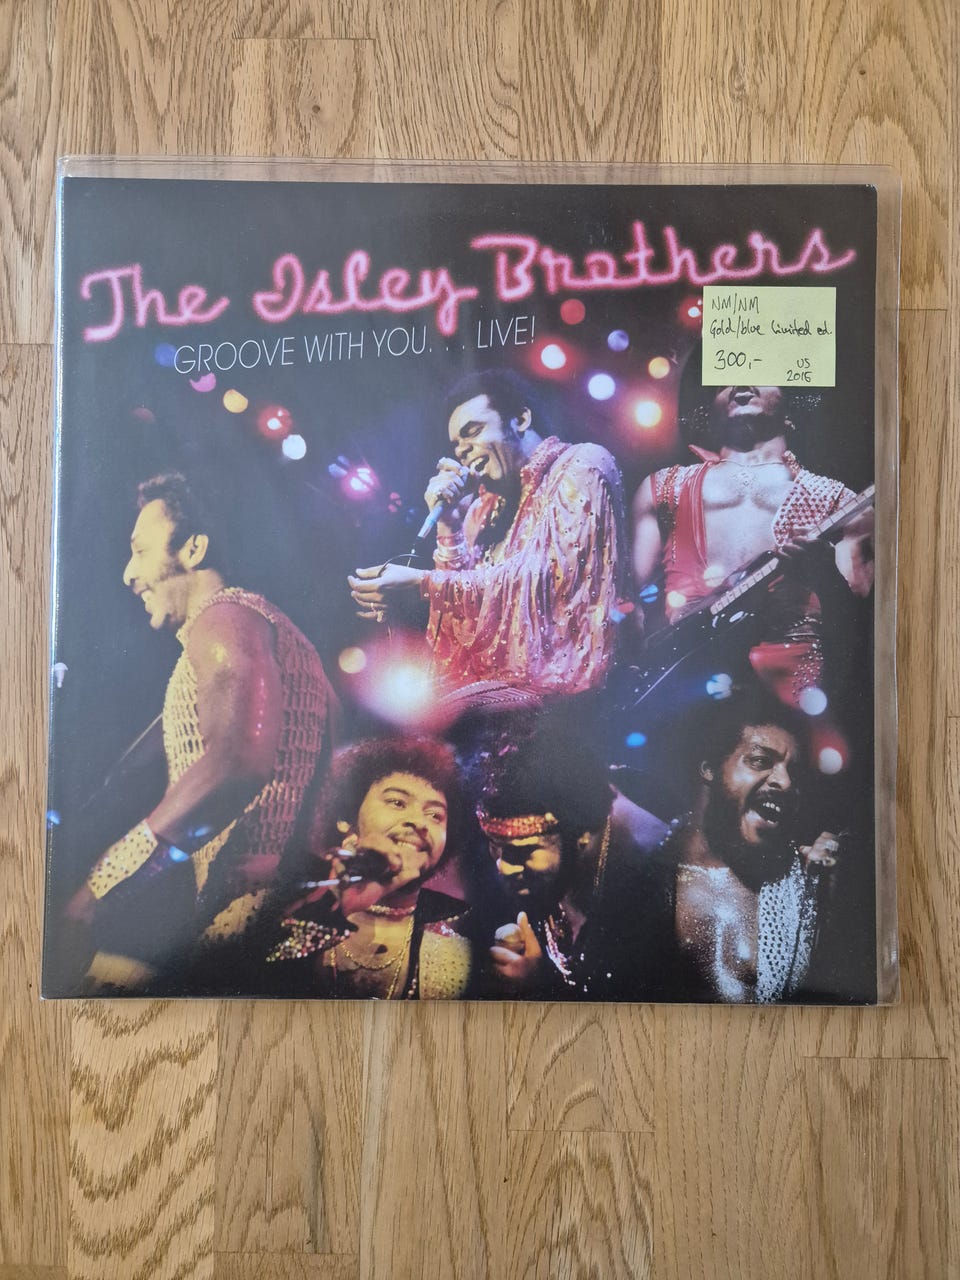 The Isley Brothers
GROOVE WITH YOU. . . LIVE!
NM/NM
Gold/blue limited ed.
300,-
US
2015